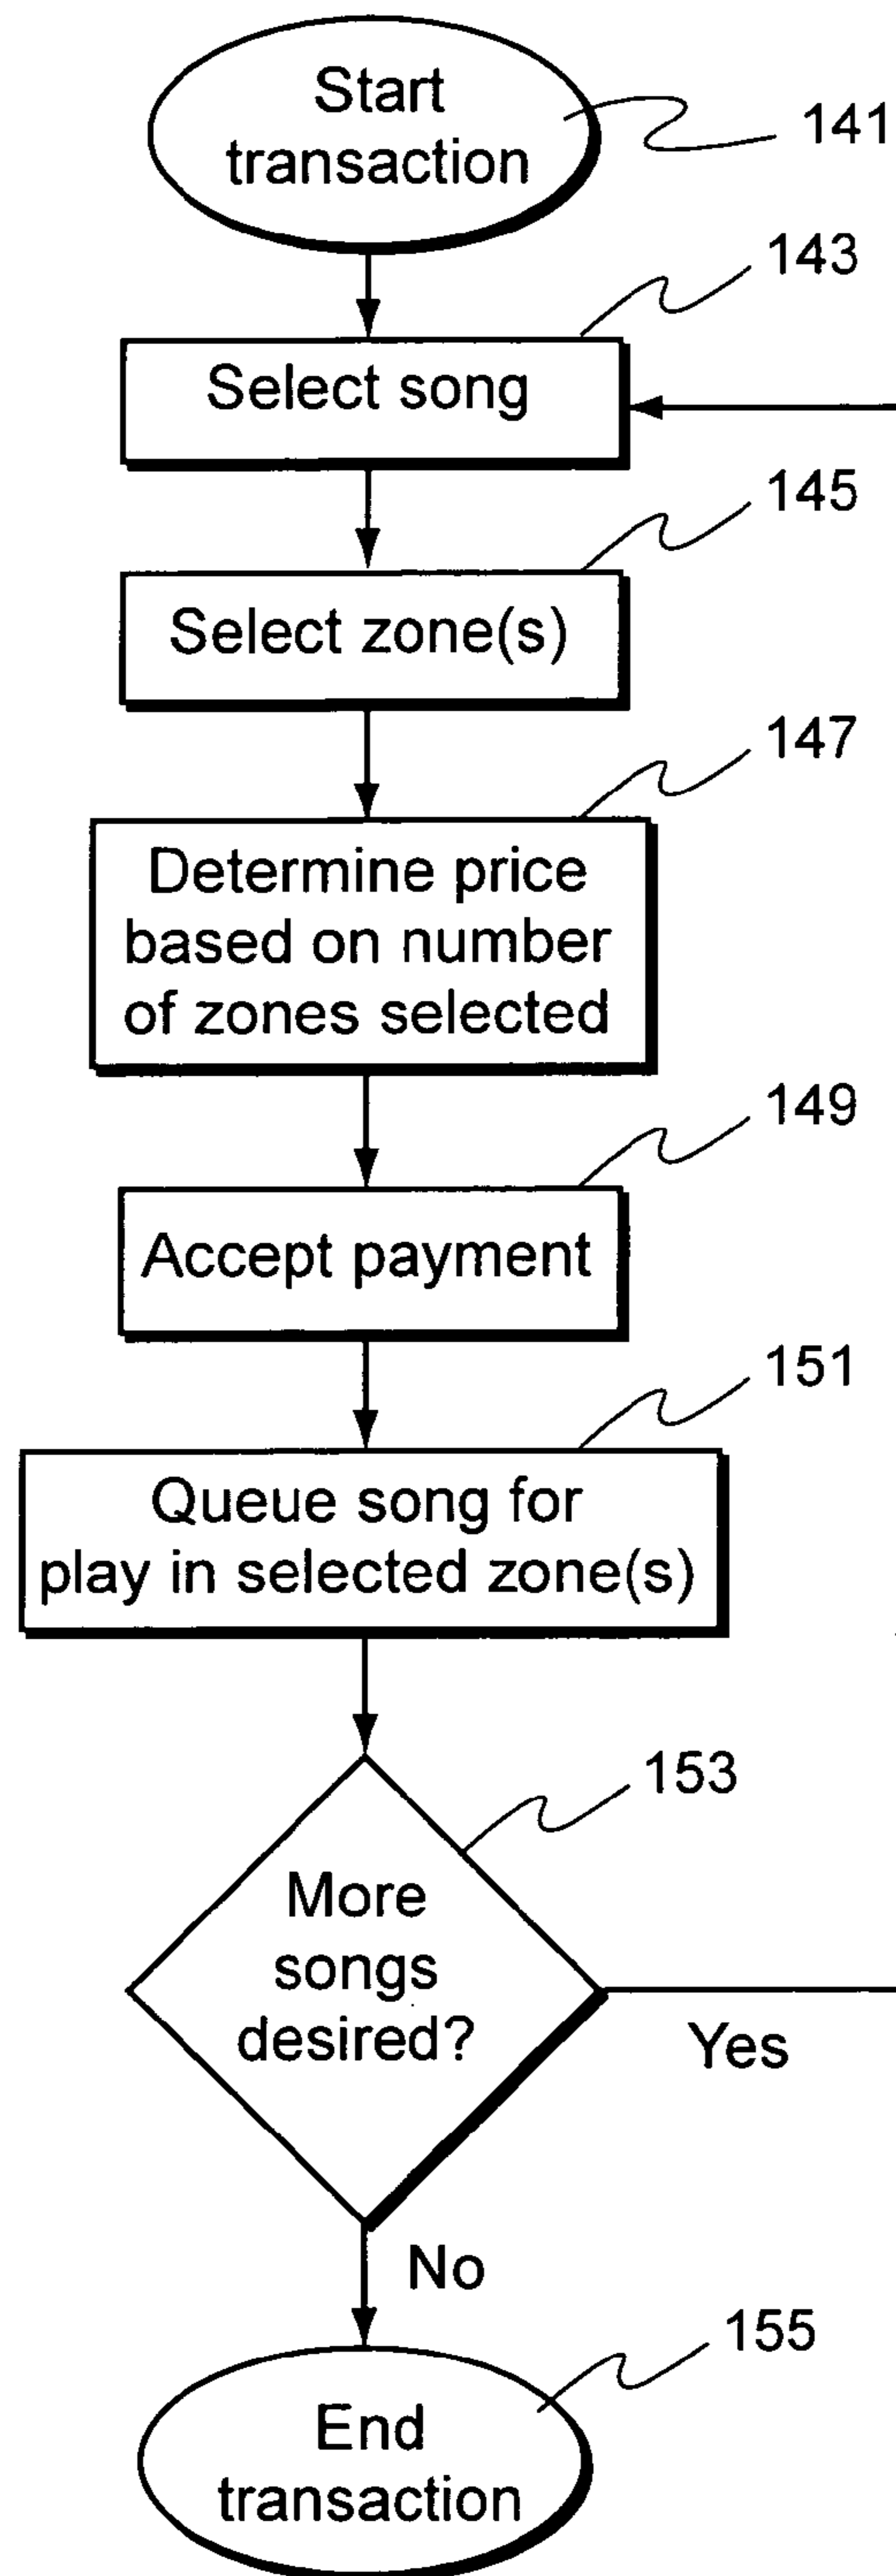 Start
transaction
141
143
Select song
145
Select zone(s)
147
Determine price
based on number
of zones selected
149
Accept payment
151
Queue song for
play in selected zone(s)
153
More
songs
desired?
Yes
No
155
End
transaction